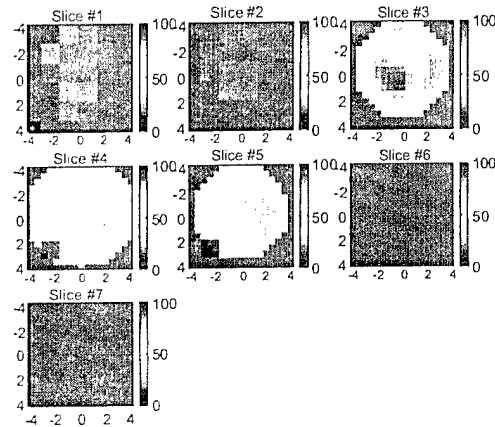 Slice #1 Slice #2 Slice #3
-4 -2 0 2 4 100 50 0 -4 -2 0 2 4 100 50 0 -4 -2 0 2 4 100 50 0
-4 -2 0 2 4 -4 -2 0 2 4 -4 -2 0 2 4
Slice #4 Slice #5 Slice #6
-4 -2 0 2 4 100 50 0 -4 -2 0 2 4 100 50 0 -4 -2 0 2 4 100 50 0
-4 -2 0 2 4 -4 -2 0 2 4 -4 -2 0 2 4
Slice #7
-4 -2 0 2 4 100 50 0
-4 -2 0 2 4